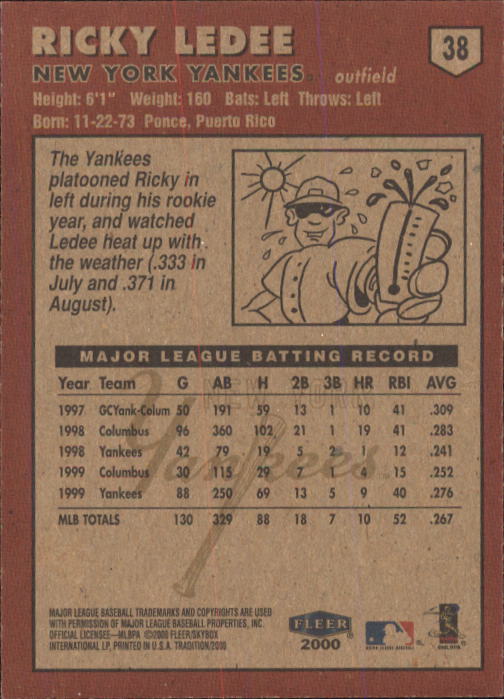 RICKY LEDEE
38
NEW YORK YANKEES outfield
Height: 6'1" Weight: 160 Bats: Left Throws: Left
Born: 11-22-73 Ponce, Puerto Rico
The Yankees
platooned Ricky in
left during his rookie
year, and watched
Ledee heat up with
the weather (.333 in
July and .371 in
August).
MAJOR LEAGUE BATTING RECORD
Year Team G AB H 2B 3B HR RBI AVG
1997 GCYank-Colum 50 191 59 13 1 10 41 .309
1998 Columbus 96 360 102 21 1 19 41 .283
1998 Yankees 42 79 19 5 2 1 12 .241
1999 Columbus 30 115 29 7 15 .252
1999 Yankees 88 250 69 13 5 9 40 .276
MLB TOTALS 130 329 88 18 7 10 52 .267
NEW YORK
Yankees
MAJOR LEAGUE BASEBALL TRADEMARKS AND COPYRIGHTS ARE USED
WITH PERMISSION OF MAJOR LEAGUE BASEBALL PROPERTIES, INC.
OFFICIAL LICENSEE—MLBPA ©2000 FLEER/SKYBOX
INTERNATIONAL LP, PRINTED IN U.S.A. TRADITION/2000
FLEER
2000